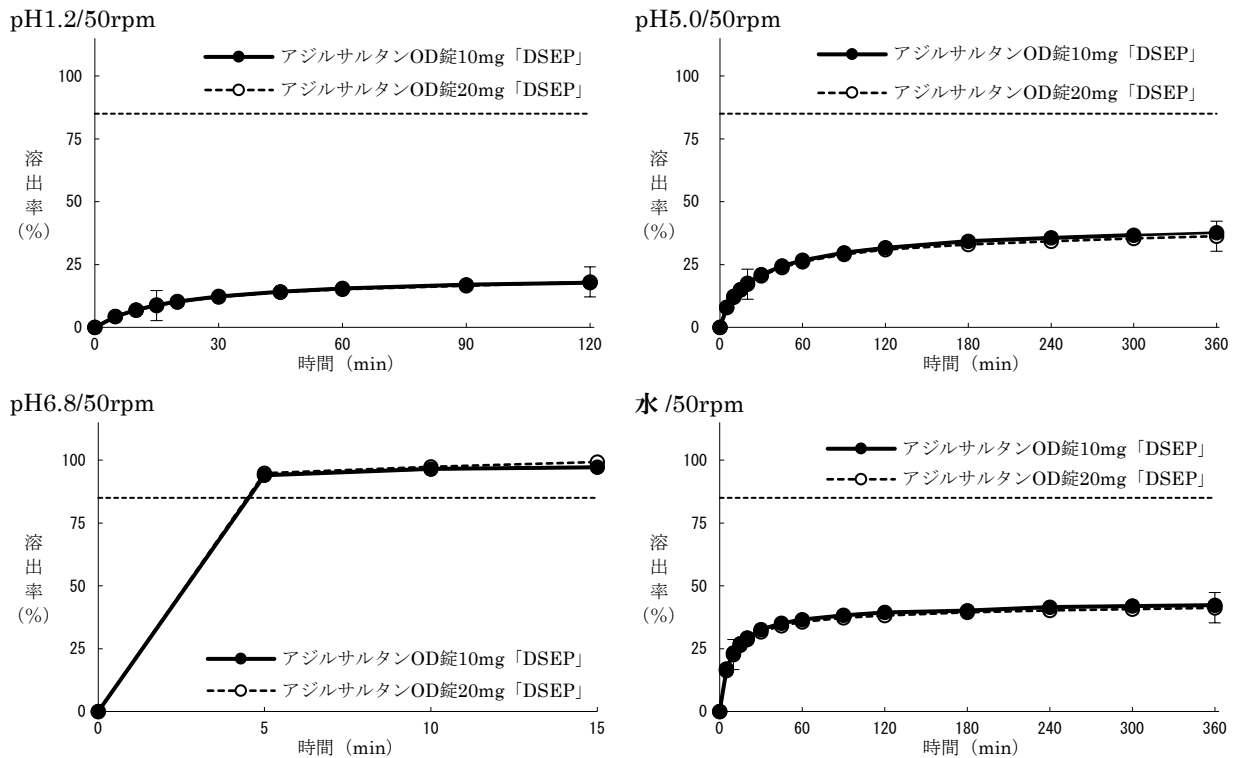 pH1.2/50rpm
アジルサルタンOD錠10mg「DSEP」
アジルサルタンOD錠20mg「DSEP」
100
75
50
25
0
溶出率(%)
0 30 60 90 120
時間（min）
pH5.0/50rpm
アジルサルタンOD錠10mg「DSEP」
アジルサルタンOD錠20mg「DSEP」
100
75
50
25
0
溶出率(%)
0 60 120 180 240 300 360
時間（min）
pH6.8/50rpm
100
75
50
25
0
溶出率(%)
アジルサルタンOD錠10mg「DSEP」
アジルサルタンOD錠20mg「DSEP」
0 5 10 15
時間（min）
水 /50rpm
アジルサルタンOD錠10mg「DSEP」
アジルサルタンOD錠20mg「DSEP」
100
75
50
25
0
溶出率(%)
0 60 120 180 240 300 360
時間（min）